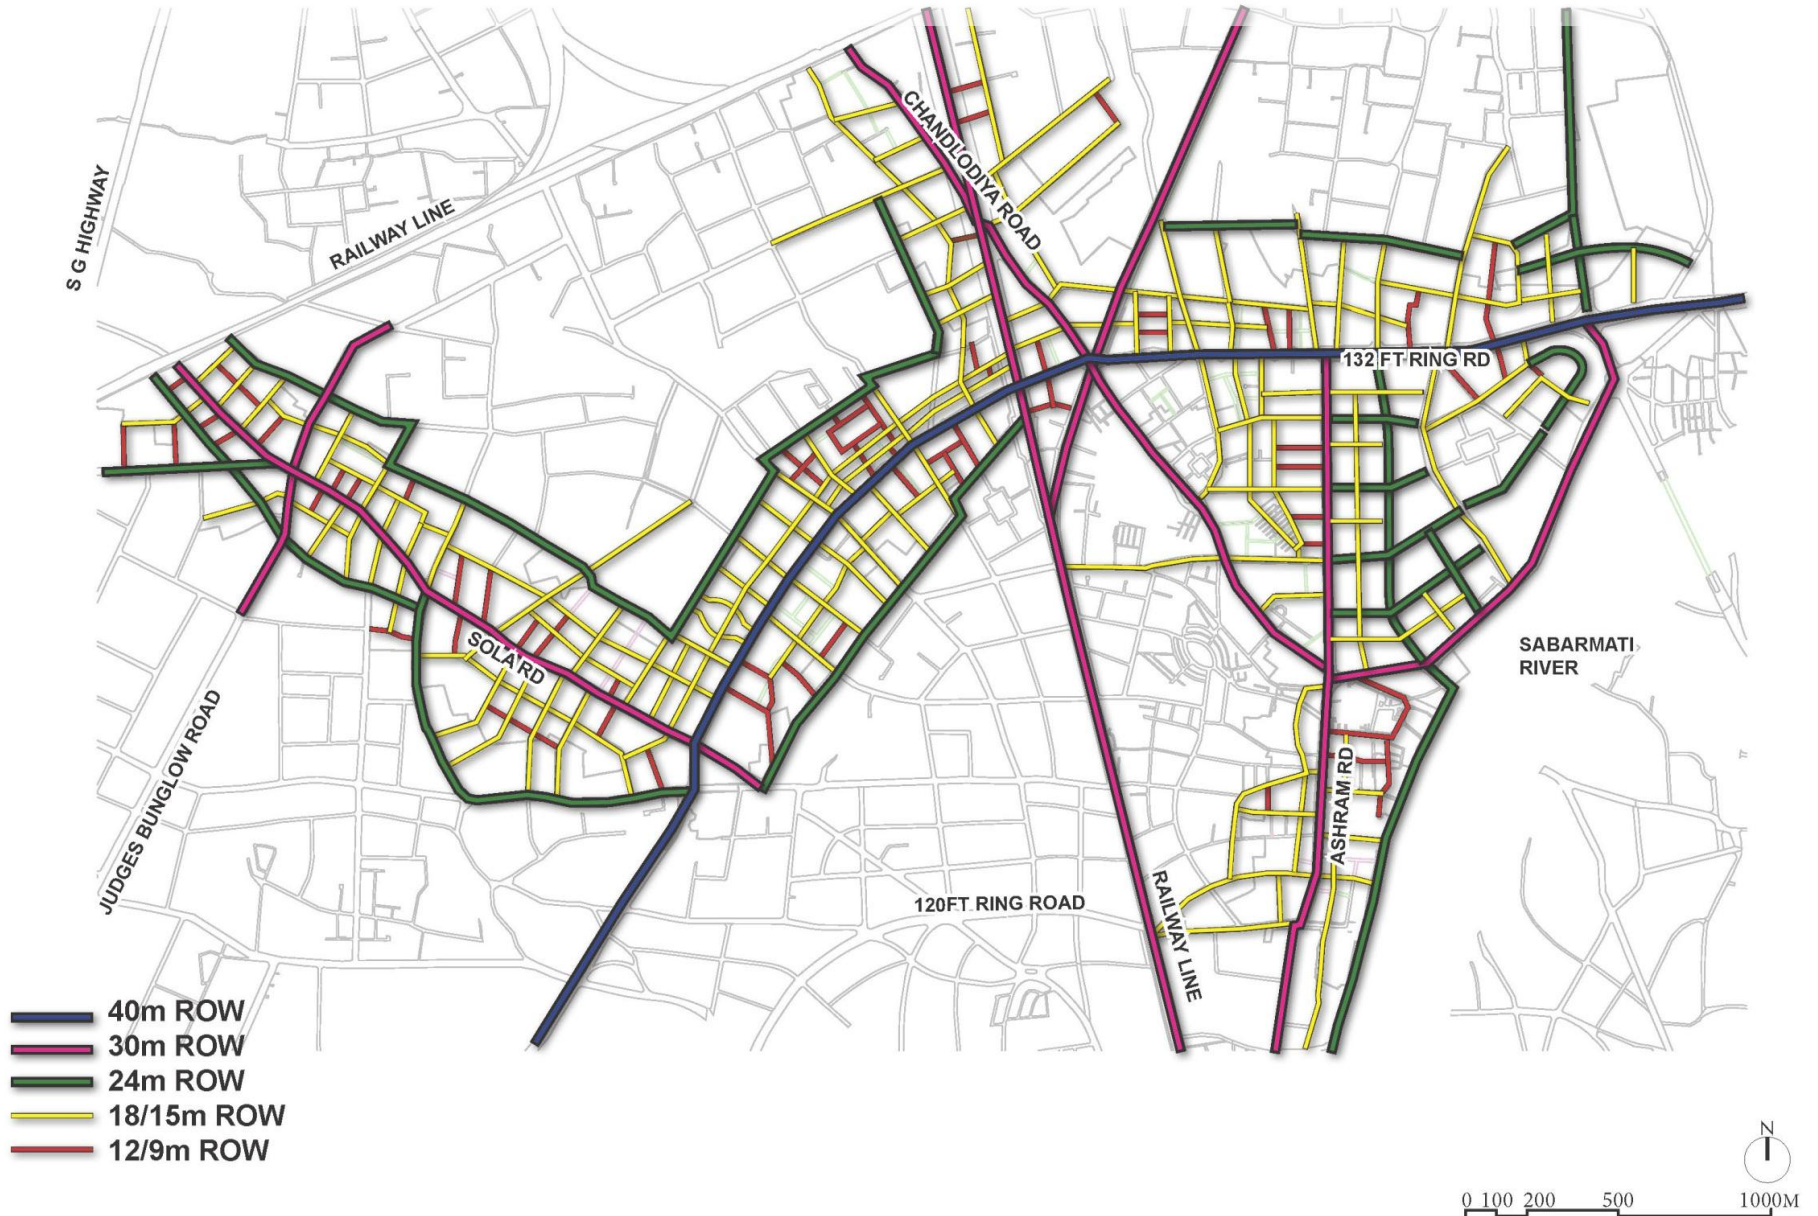 CHANDLODIYA ROAD
S G HIGHWAY
RAILWAY LINE
132 FT RING RD
SOLA RD
SABARMATI
RIVER
JUDGES BUNGLOW ROAD
ASHRAM RD
120FT RING ROAD
RAILWAY LINE
40m ROW
30m ROW
24m ROW
18/15m ROW
12/9m ROW
N
0 100 200 500 1000M